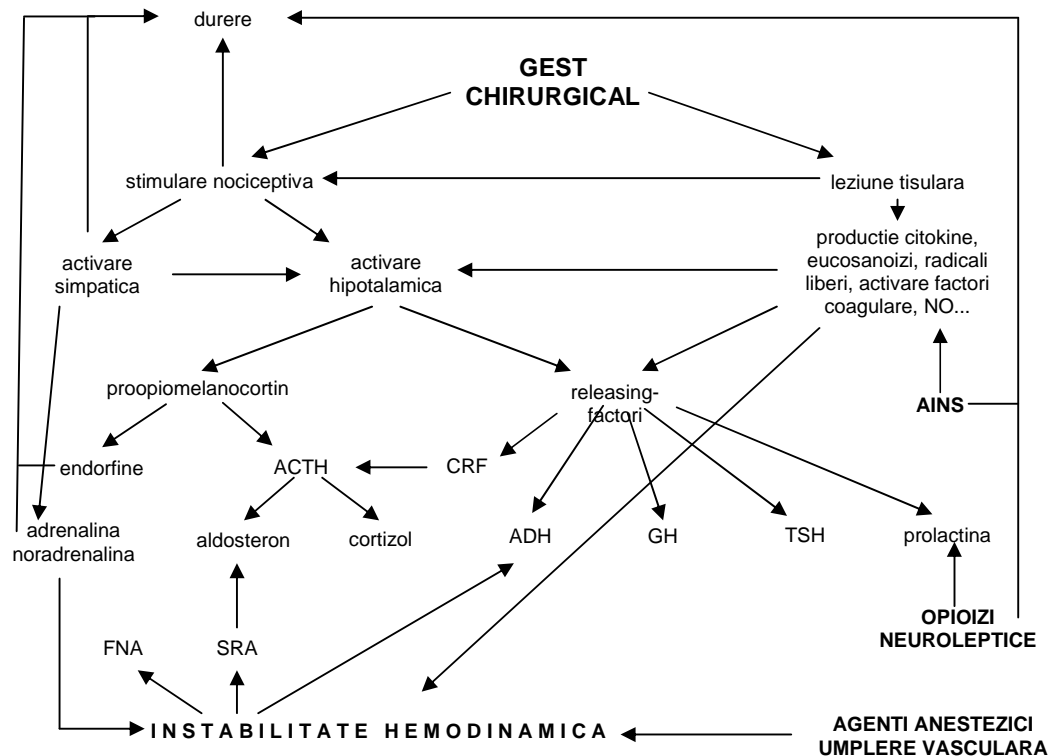 durere
GEST
CHIRURGICAL
stimulare nociceptiva
leziune tisulara
activare
simpatica
activare
hipotalamica
productie citokine,
eucosanoizi, radicali
liberi, activare factori
coagulare, NO...
proopiomelanocortin
releasing-
factori
AINS
endorfine
ACTH
CRF
adrenalina
noradrenalina
aldosteron
cortizol
ADH
GH
TSH
prolactina
FNA
SRA
OPIOIZI
NEUROLEPTICE
INSTABILITATE HEMODINAMICA
AGENTI ANESTEZICI
UMPLERE VASCULARA